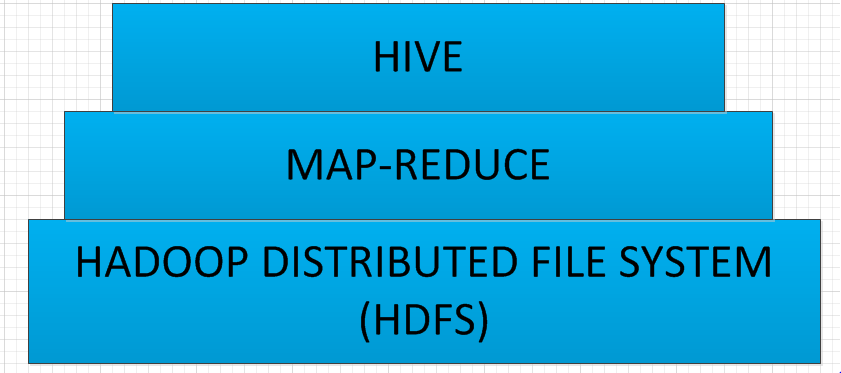 HIVE
MAP-REDUCE
HADOOP DISTRIBUTED FILE SYSTEM
(HDFS)